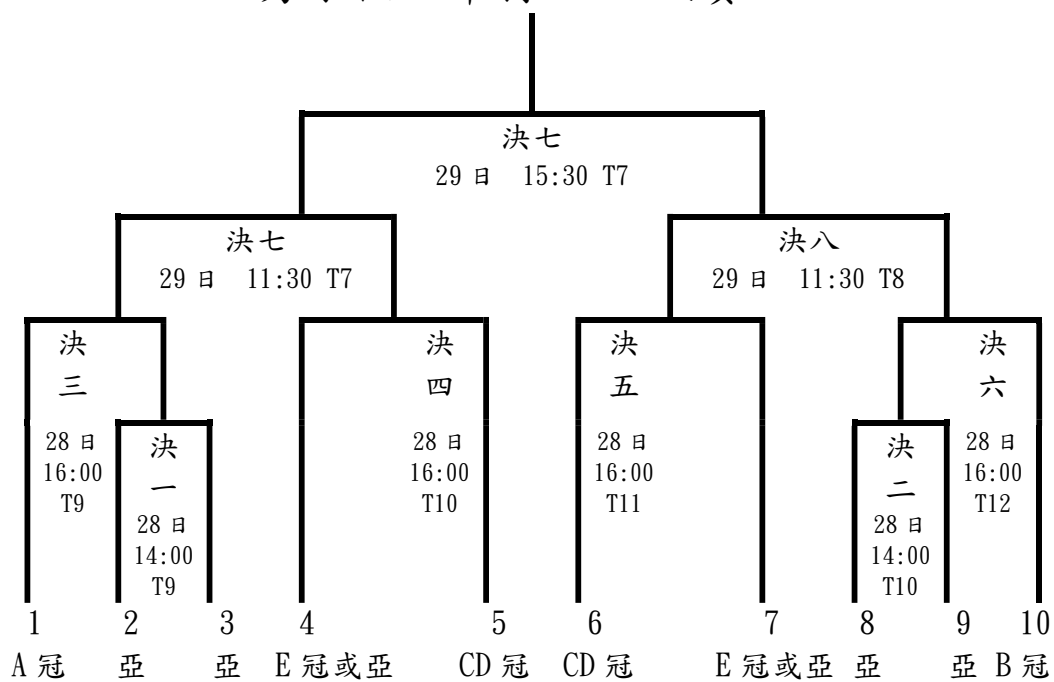 決七
29 日 15:30 T7
決七
29 日 11:30 T7
決八
29 日 11:30 T8
決三
28 日
16:00
T9
決一
28 日
14:00
T9
決四
28 日
16:00
T10
決五
28 日
16:00
T11
決二
28 日
14:00
T10
決六
28 日
16:00
T12
1 2 3 4 5 6 7 8 9 10
A 冠 亞 亞 E 冠或亞 CD 冠 CD 冠 E 冠或亞 亞 亞 B 冠